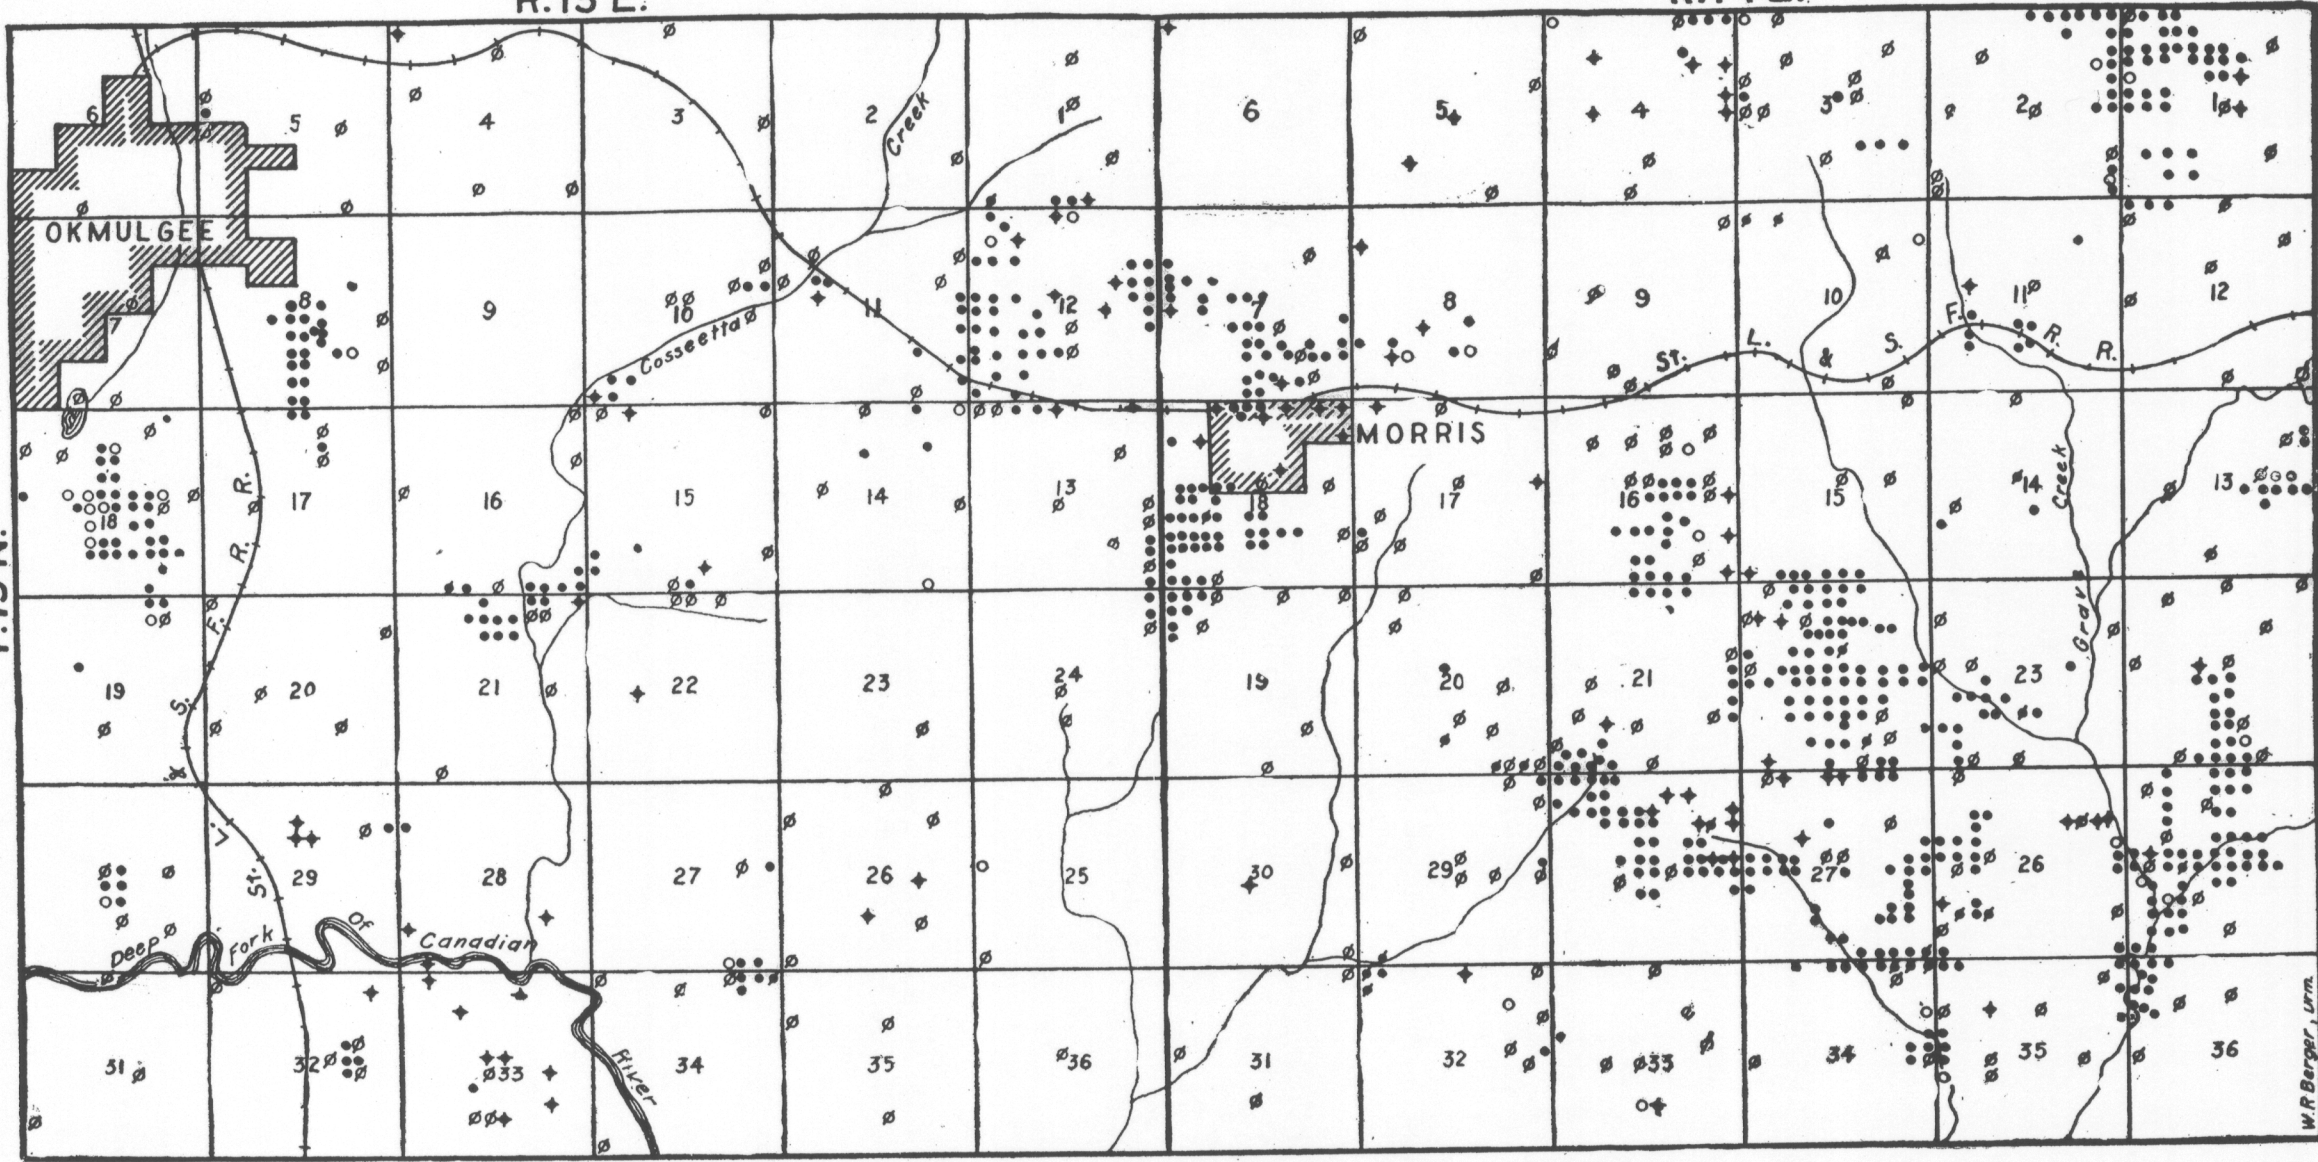 R. 13 E.
6 5 4 3 2 1 6 5 4 3 2 1
Creek
OKMULGEE
7 8 9 10 11 12 7 8 9 10 11 12
Cosseetta
St. L. & S. F. R. R.
MORRIS
18 17 16 15 14 13 18 17 16 15 14 13
Creek
Grave
19 20 21 22 23 24 19 20 21 23
St. L. & S. F. R. R.
29 28 27 26 25 30 29 27 26
Deep Fork Of Canadian River
31 32 33 34 35 36 31 32 33 34 35 36
W.R Berger, Urm.